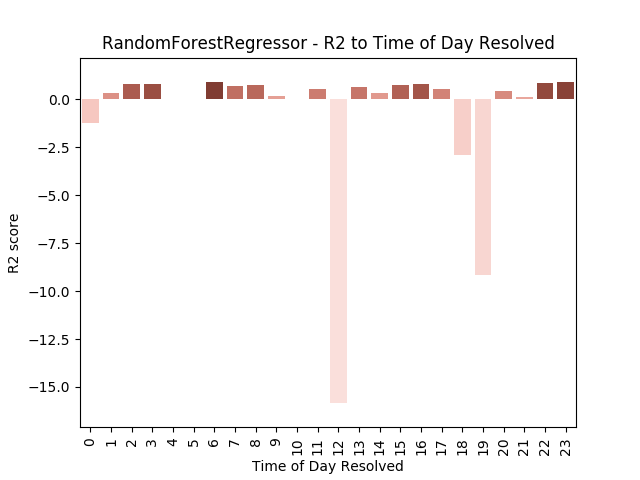 RandomForestRegressor - R2 to Time of Day Resolved
0.0
−2.5
−5.0
−7.5
−10.0
−12.5
−15.0
R2 score
0 1 2 3 4 5 6 7 8 9 10 11 12 13 14 15 16 17 18 19 20 21 22 23
Time of Day Resolved